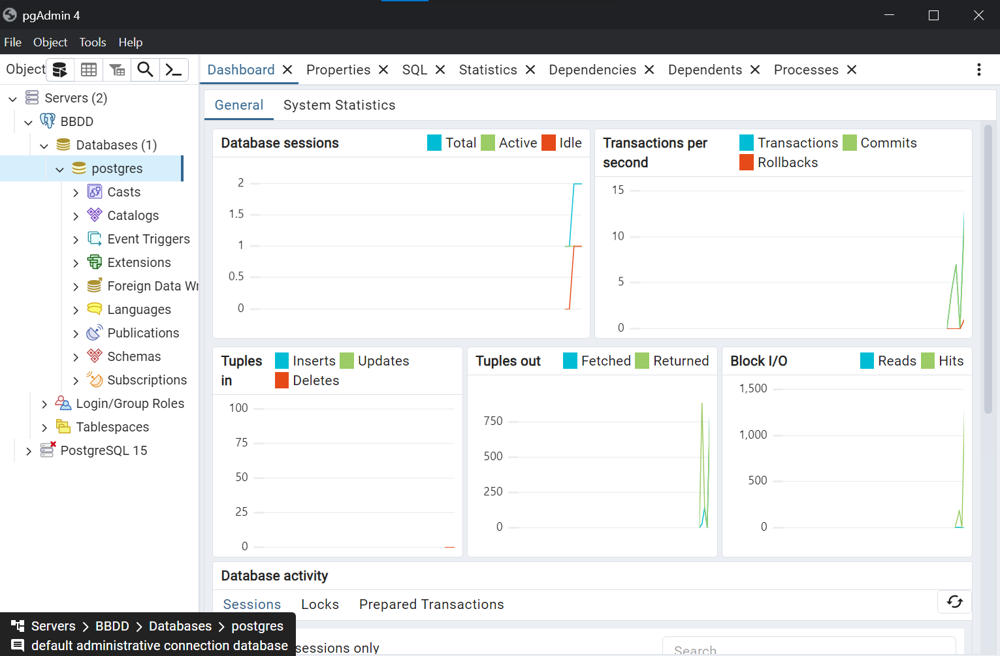 pgAdmin 4
File Object Tools Help
Object
Dashboard Properties SQL Statistics Dependencies Dependents Processes
Servers (2)
BBDD
Databases (1)
postgres
Casts
Catalogs
Event Triggers
Extensions
Foreign Data Wr
Languages
Publications
Schemas
Subscriptions
Login/Group Roles
Tablespaces
PostgreSQL 15
General System Statistics
Database sessions
Total Active Idle
2
1.5
1
0.5
0
Transactions per
second
Transactions Commits
Rollbacks
15
10
5
0
Tuples
in
Inserts Updates
Deletes
100
75
50
25
0
Tuples out
Fetched Returned
750
500
250
0
Block I/O
Reads Hits
1,500
1,000
500
0
Database activity
Sessions Locks Prepared Transactions
sessions only
Search
Servers > BBDD > Databases > postgres
default administrative connection database